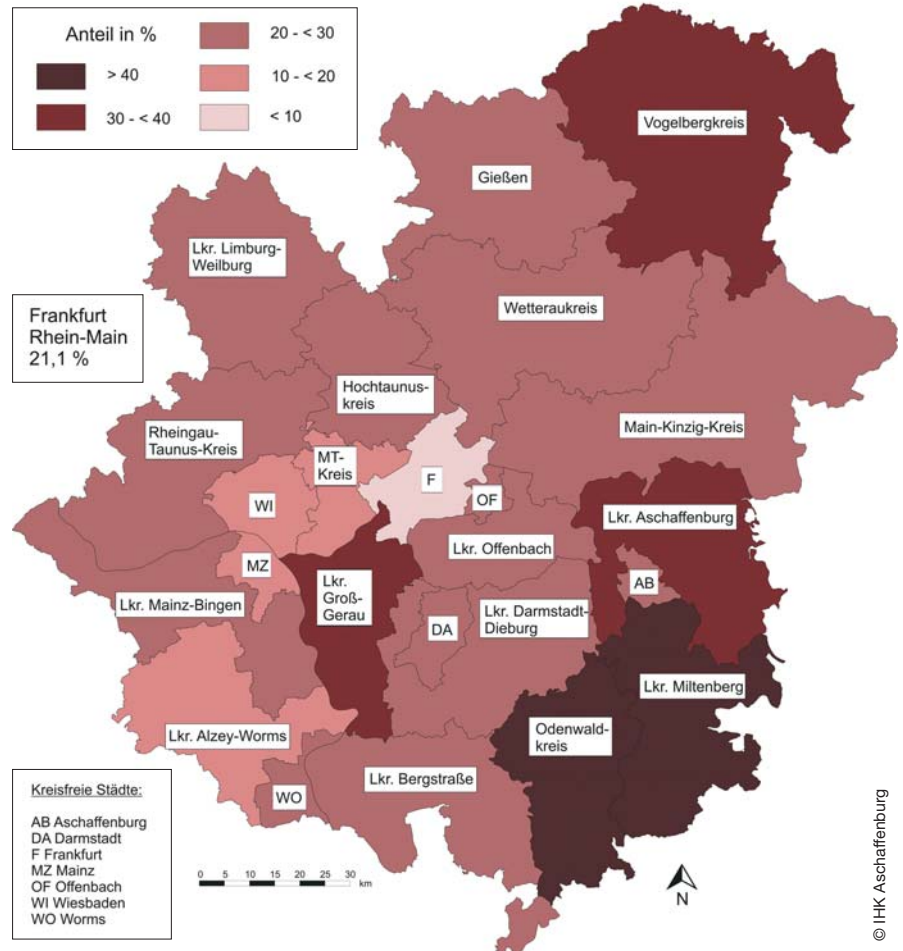 Anteil in %
> 40
30 - < 40
20 - < 30
10 - < 20
< 10
Vogelbergkreis
Gießen
Lkr. Limburg-
Weilburg
Wetteraukreis
Frankfurt
Rhein-Main
21,1 %
Hochtaunus-
kreis
Rheingau-
Taunus-Kreis
Main-Kinzig-Kreis
MT-
Kreis
F
OF
WI
Lkr. Aschaffenburg
Lkr. Offenbach
MZ
AB
Lkr.
Groß-
Gerau
Lkr. Mainz-Bingen
Lkr. Darmstadt-
Dieburg
DA
Lkr. Miltenberg
Odenwald-
kreis
Lkr. Alzey-Worms
Lkr. Bergstraße
WO
Kreisfreie Städte:
AB Aschaffenburg
DA Darmstadt
F Frankfurt
MZ Mainz
OF Offenbach
WI Wiesbaden
WO Worms
0 5 10 15 20 25 30
km
N
© IHK Aschaffenburg